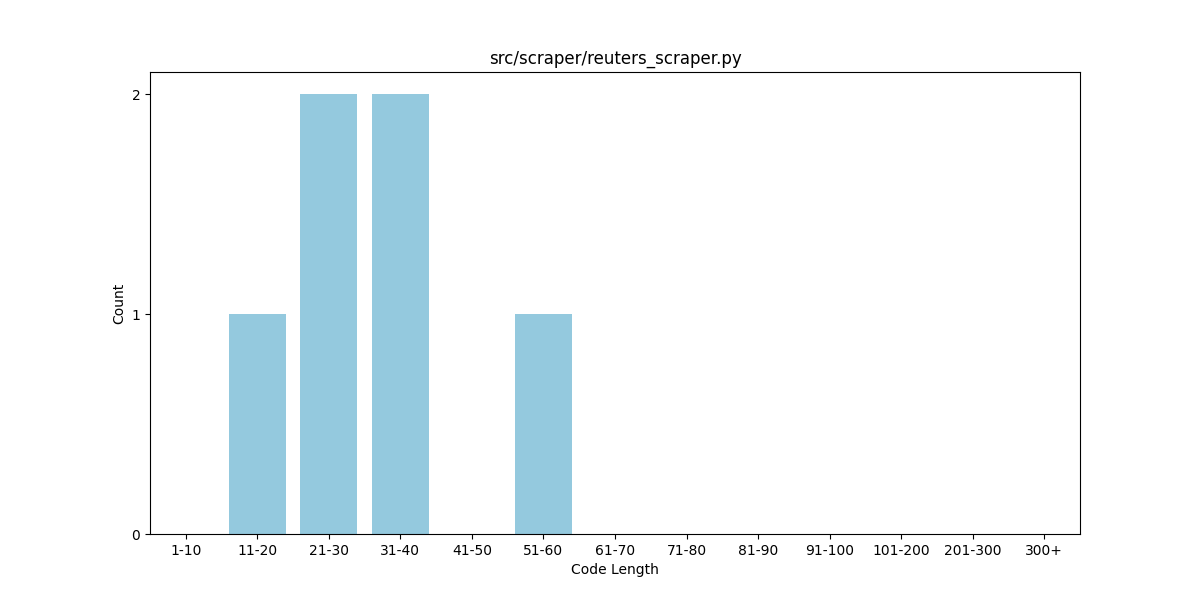 src/scraper/reuters_scraper.py
Count
2
1
0
1-10 11-20 21-30 31-40 41-50 51-60 61-70 71-80 81-90 91-100 101-200 201-300 300+
Code Length